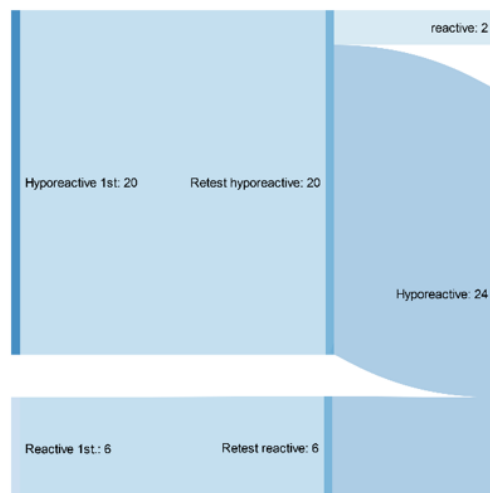 reactive: 2
Hyporeactive 1st: 20
Retest hyporeactive: 20
Hyporeactive: 24
Reactive 1st.: 6
Retest reactive: 6